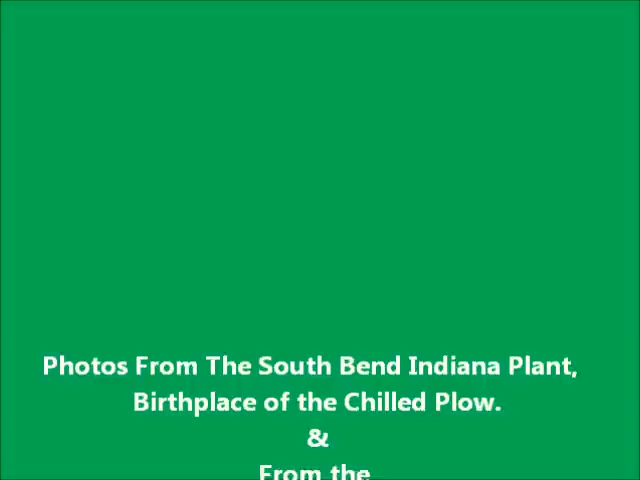 Photos From The South Bend Indiana Plant,
Birthplace of the Chilled Plow.
&
From the